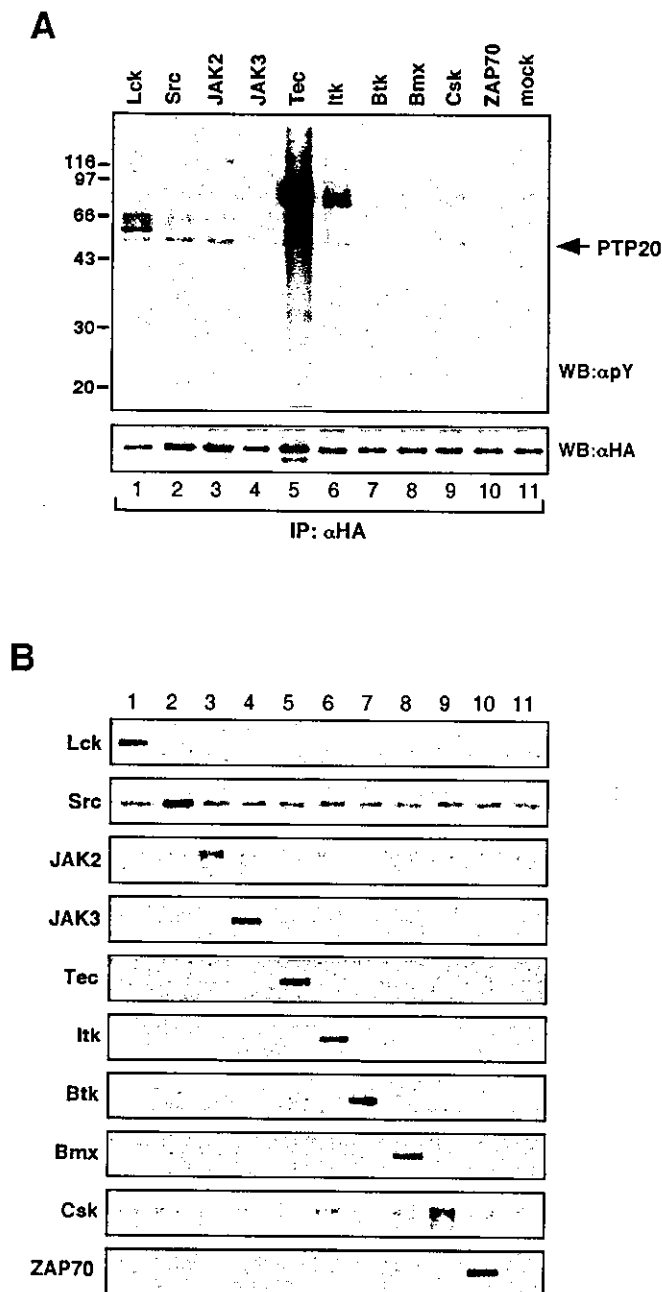 A
Lck Src JAK2 JAK3 Tec Itk Btk Bmx Csk ZAP70 mock
116
97
66
43
30
20
PTP20
WB:αpY
WB:αHA
1 2 3 4 5 6 7 8 9 10 11
IP: αHA
B
1 2 3 4 5 6 7 8 9 10 11
Lck
Src
JAK2
JAK3
Tec
Itk
Btk
Bmx
Csk
ZAP70